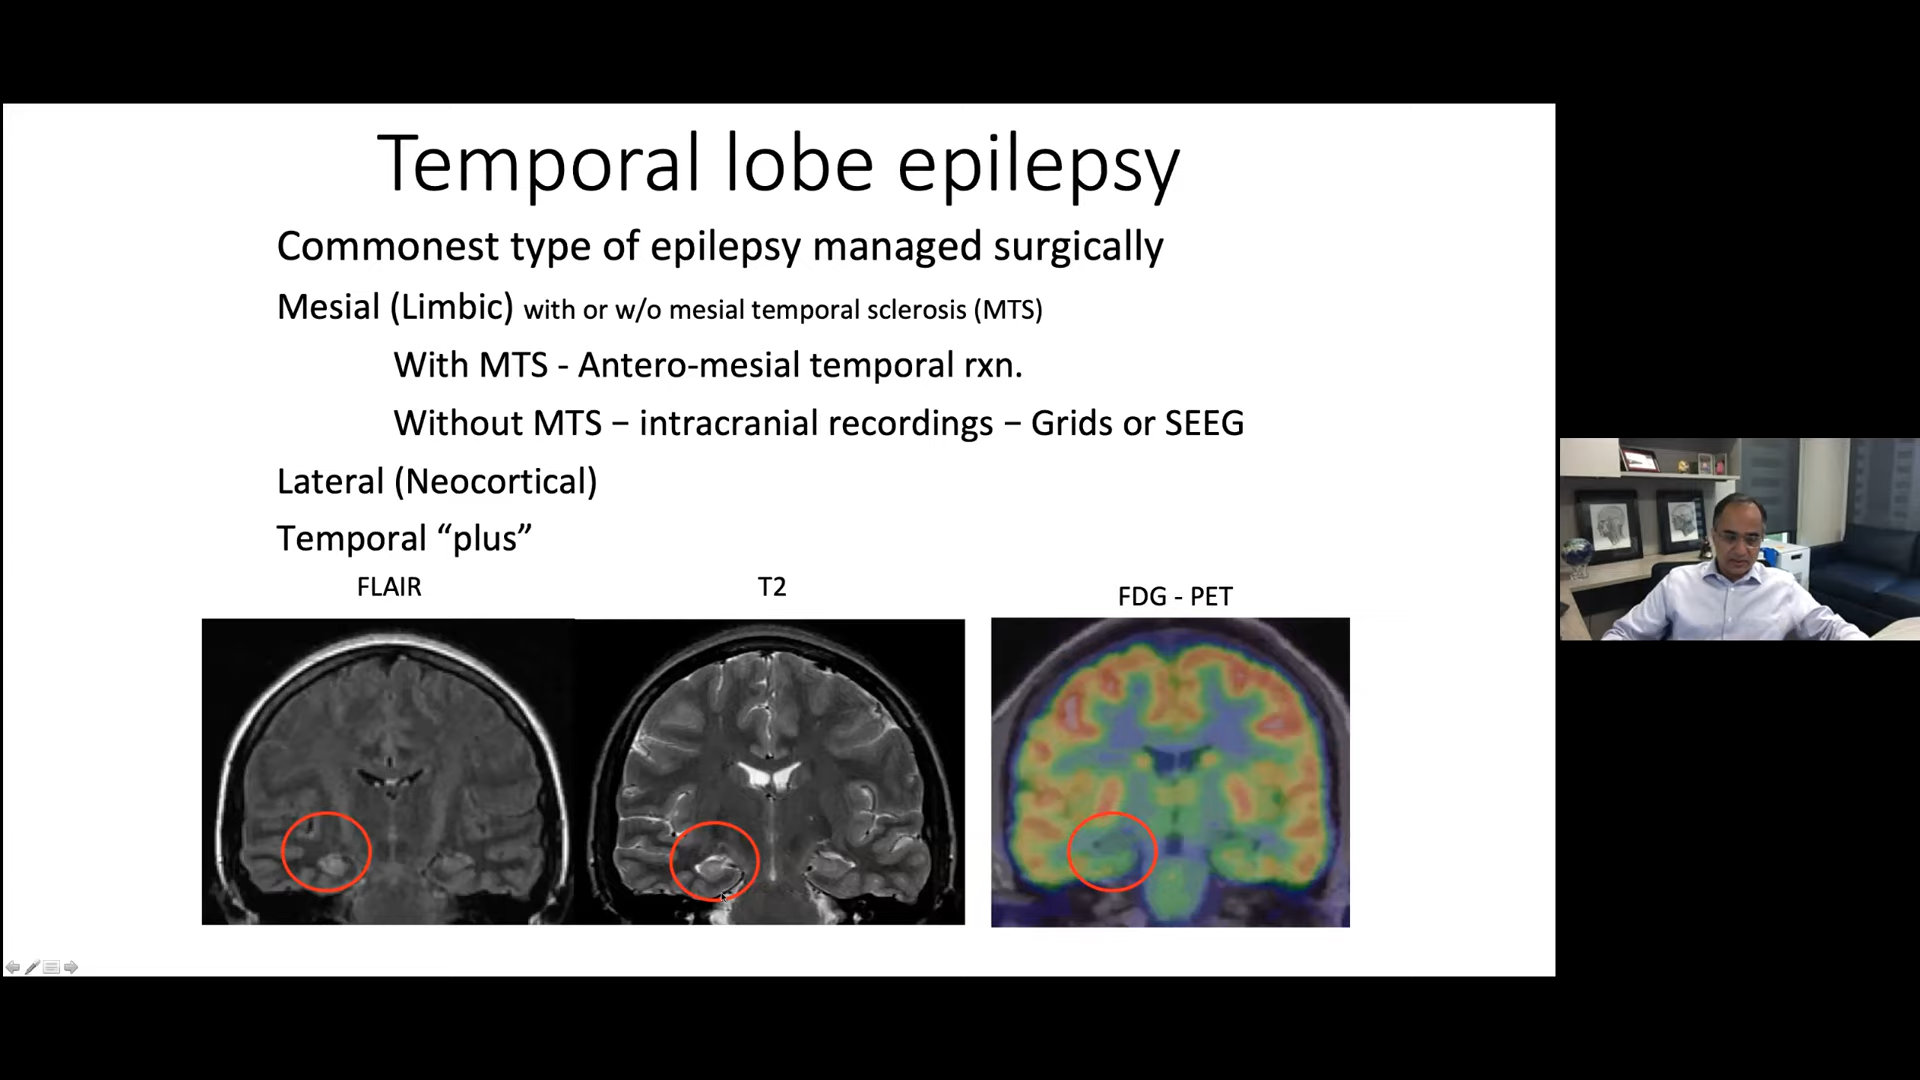 Temporal lobe epilepsy
Commonest type of epilepsy managed surgically
Mesial (Limbic) with or w/o mesial temporal sclerosis (MTS)
With MTS - Antero-mesial temporal rxn.
Without MTS – intracranial recordings – Grids or SEEG
Lateral (Neocortical)
Temporal “plus”
FLAIR
T2
FDG - PET